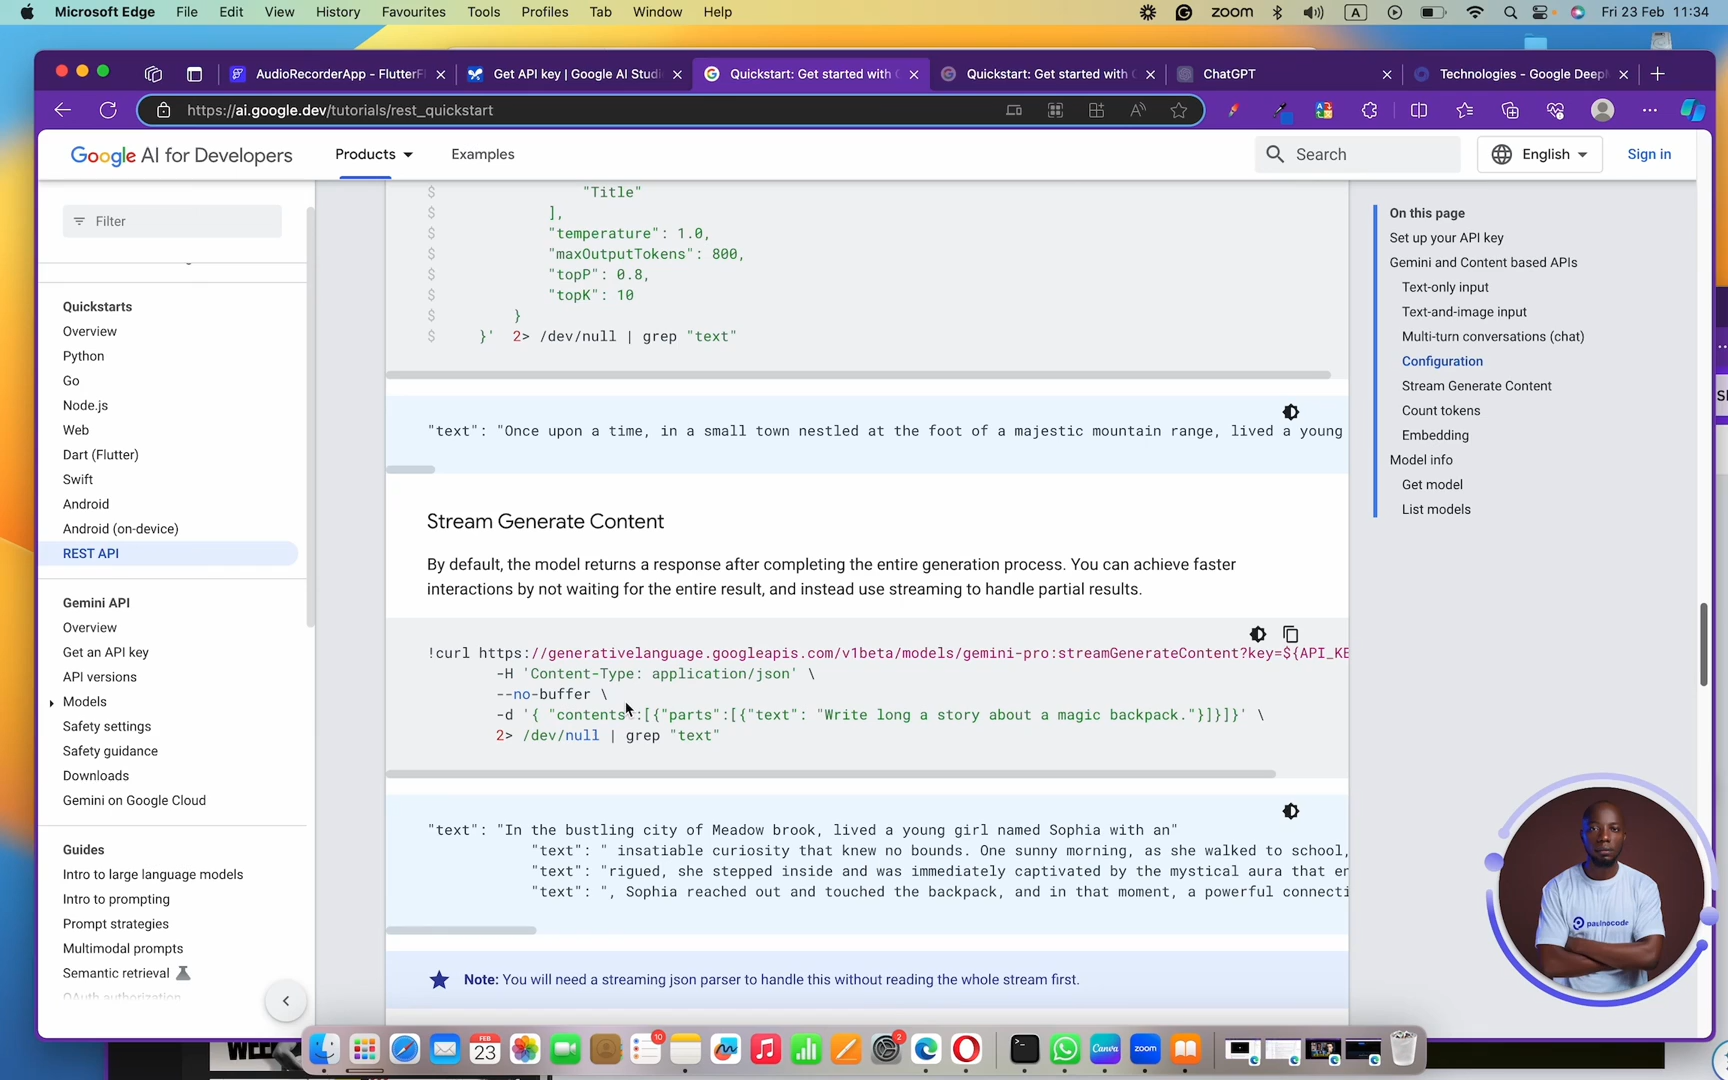 Microsoft Edge File Edit View History Favourites Tools Profiles Tab Window Help
zoom A Fri 23 Feb 11:34
AudioRecorderApp - FlutterF
Get API key | Google AI Studi
Quickstart: Get started with
Quickstart: Get started with
ChatGPT
Technologies - Google Deep
https://ai.google.dev/tutorials/rest_quickstart
Google AI for Developers
Products
Examples
Search
English
Sign in
Filter
Quickstarts
Overview
Python
Go
Node.js
Web
Dart (Flutter)
Swift
Android
Android (on-device)
REST API
Gemini API
Overview
Get an API key
API versions
Models
Safety settings
Safety guidance
Downloads
Gemini on Google Cloud
Guides
Intro to large language models
Intro to prompting
Prompt strategies
Multimodal prompts
Semantic retrieval
OAuth authorization
$ "Title"
$ ],
$ "temperature": 1.0,
$ "maxOutputTokens": 800,
$ "topP": 0.8,
$ "topK": 10
$ }
$ }' 2> /dev/null | grep "text"
"text": "Once upon a time, in a small town nestled at the foot of a majestic mountain range, lived a young
Stream Generate Content
By default, the model returns a response after completing the entire generation process. You can achieve faster
interactions by not waiting for the entire result, and instead use streaming to handle partial results.
!curl https://generativelanguage.googleapis.com/v1beta/models/gemini-pro:streamGenerateContent?key=${API_KE
-H 'Content-Type: application/json' \
--no-buffer \
-d '{ "contents":[{"parts":[{"text": "Write long a story about a magic backpack."}]}]}' \
2> /dev/null | grep "text"
"text": "In the bustling city of Meadow brook, lived a young girl named Sophia with an"
"text": " insatiable curiosity that knew no bounds. One sunny morning, as she walked to school,
"text": "rigued, she stepped inside and was immediately captivated by the mystical aura that en
"text": ", Sophia reached out and touched the backpack, and in that moment, a powerful connecti
Note: You will need a streaming json parser to handle this without reading the whole stream first.
On this page
Set up your API key
Gemini and Content based APIs
Text-only input
Text-and-image input
Multi-turn conversations (chat)
Configuration
Stream Generate Content
Count tokens
Embedding
Model info
Get model
List models
paulnocode
WEEK
FEB
23
10
2
Canva
zoom